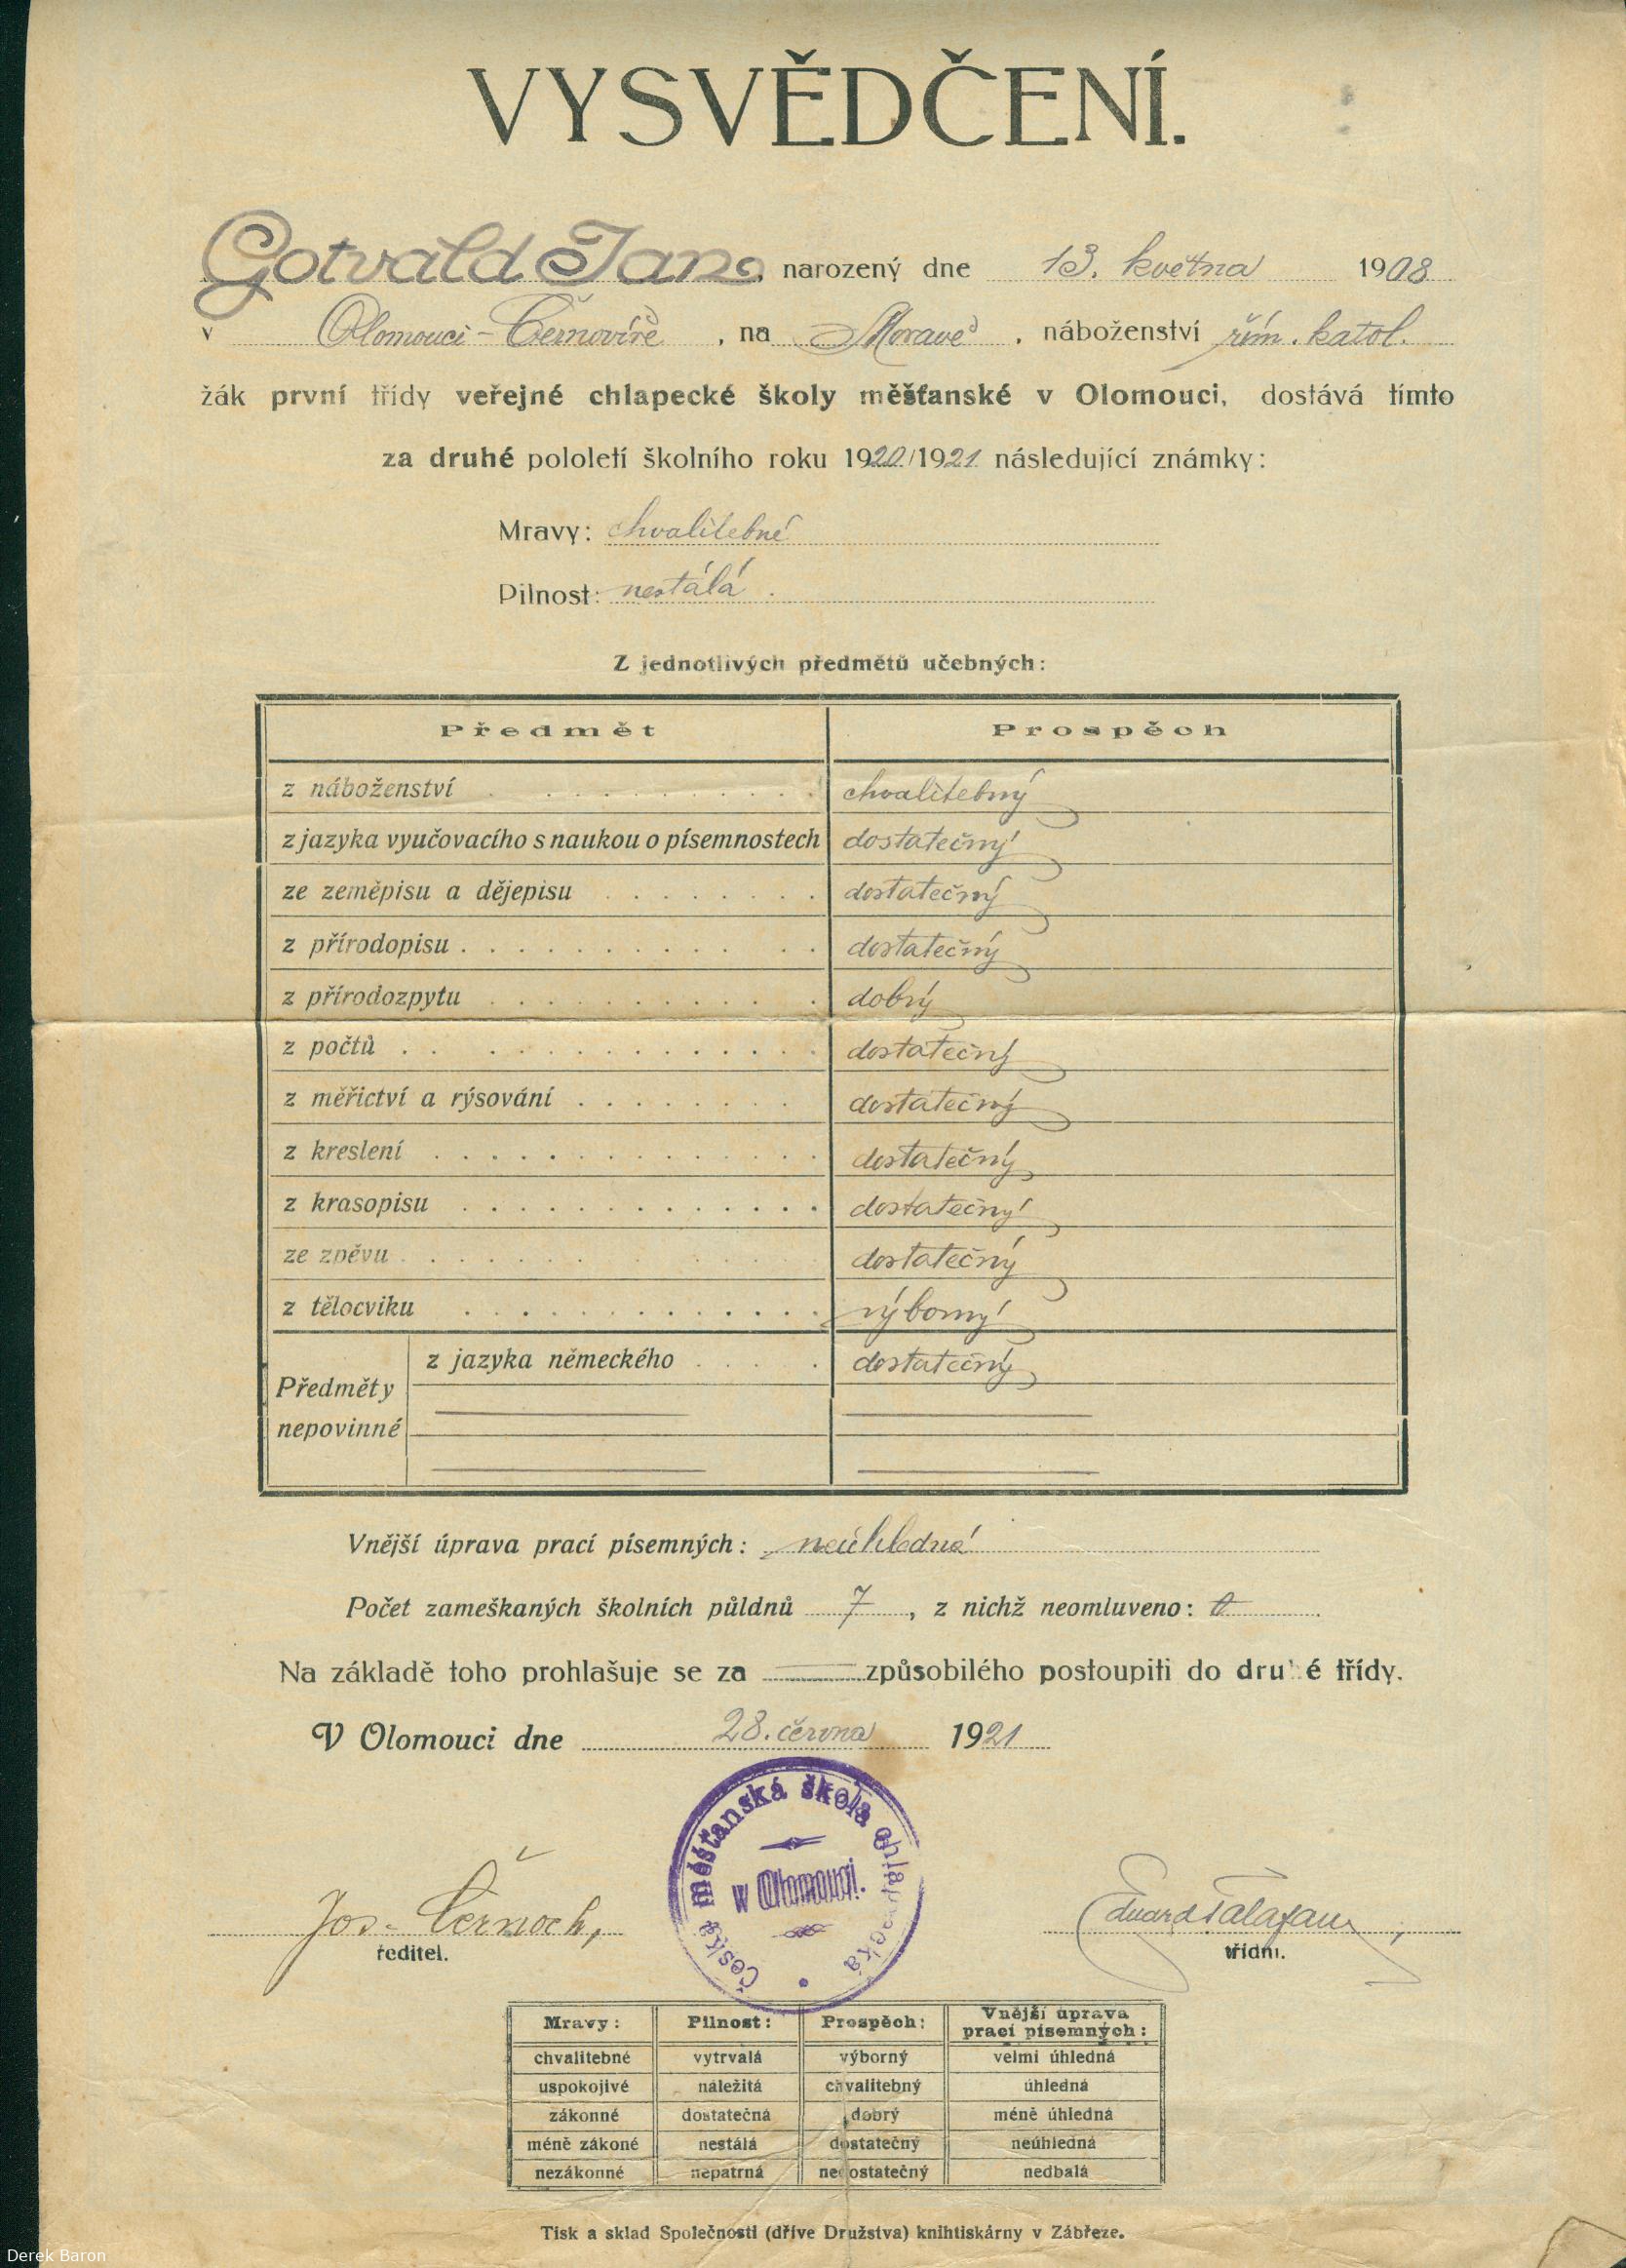 VYSVĚDČENÍ.
Gotvald Jan, narozený dne 13. května 1908
v Olomouci-Černovíře, na Moravě, náboženství řím. katol.
žák první třídy veřejné chlapecké školy měšťanské v Olomouci, dostává tímto
za druhé pololetí školního roku 1920/1921 následující známky:
Mravy: chvalitebné
Pilnost: nestálá.
Z jednotlivých předmětů učebných:
Předmět Prospěch
z náboženství chvalitebný
z jazyka vyučovacího s naukou o písemnostech dostatečný
ze zeměpisu a dějepisu dostatečný
z přírodopisu dostatečný
z přírodozpytu dobrý
z počtů dostatečný
z měřictví a rýsování dostatečný
z kreslení dostatečný
z krasopisu dostatečný
ze zpěvu dostatečný
z tělocviku výborný
Předměty nepovinné
z jazyka německého dostatečný
Vnější úprava prací písemných: neúhledná
Počet zameškaných školních půldnů 7, z nichž neomluveno: 0
Na základě toho prohlašuje se za způsobilého postoupiti do druhé třídy.
V Olomouci dne 28. června 1921
Česká měšťanská škola chlapecká
w Olomouci.
Jos. Černoch,
ředitel.
Eduard
třídní.
Mravy: Pilnost: Prospěch: Vnější úprava prací písemných:
chvalitebné vytrvalá výborný velmi úhledná
uspokojivé náležitá chvalitebný úhledná
zákonné dostatečná dobrý méně úhledná
méně zákoné nestálá dostatečný neúhledná
nezákonné nepatrná nedostatečný nedbalá
Tisk a sklad Společnosti (dříve Družstva) knihtiskárny v Zábřeze.
Derek Baron